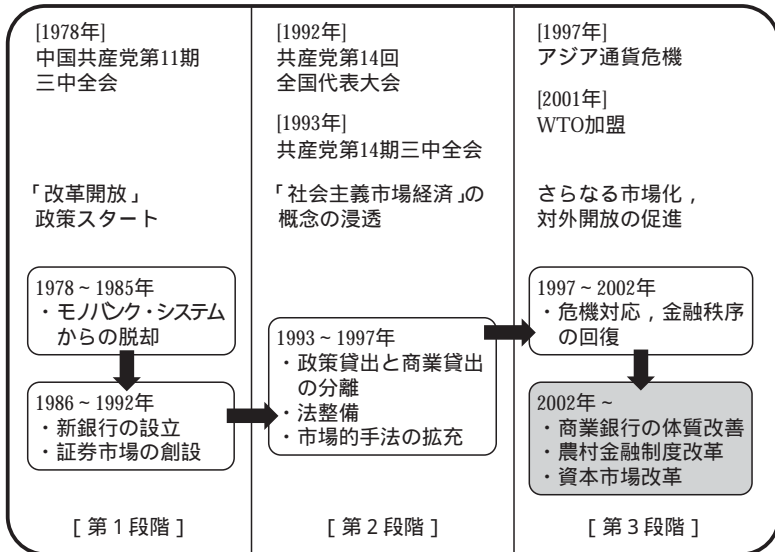 [1978年]
中国共産党第11期
三中全会
「改革開放」
政策スタート
1978～1985年
・モノバンク・システム
からの脱却
1986～1992年
・新銀行の設立
・証券市場の創設
[第1段階]
[1992年]
共産党第14回
全国代表大会
[1993年]
共産党第14期三中全会
「社会主義市場経済」の
概念の浸透
1993～1997年
・政策貸出と商業貸出
の分離
・法整備
・市場的手法の拡充
[第2段階]
[1997年]
アジア通貨危機
[2001年]
WTO加盟
さらなる市場化，
対外開放の促進
1997～2002年
・危機対応，金融秩序
の回復
2002年～
・商業銀行の体質改善
・農村金融制度改革
・資本市場改革
[第3段階]